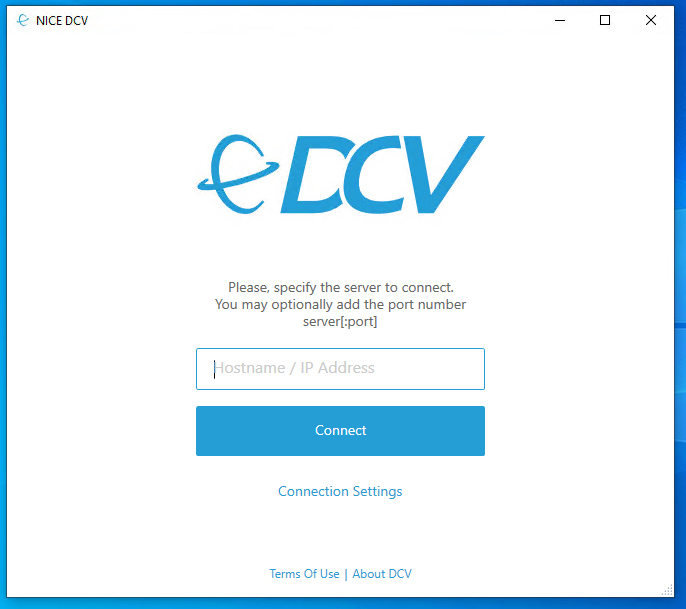 NICE DCV
DCV
Please, specify the server to connect.
You may optionally add the port number
server[:port]
Hostname / IP Address
Connect
Connection Settings
Terms Of Use | About DCV